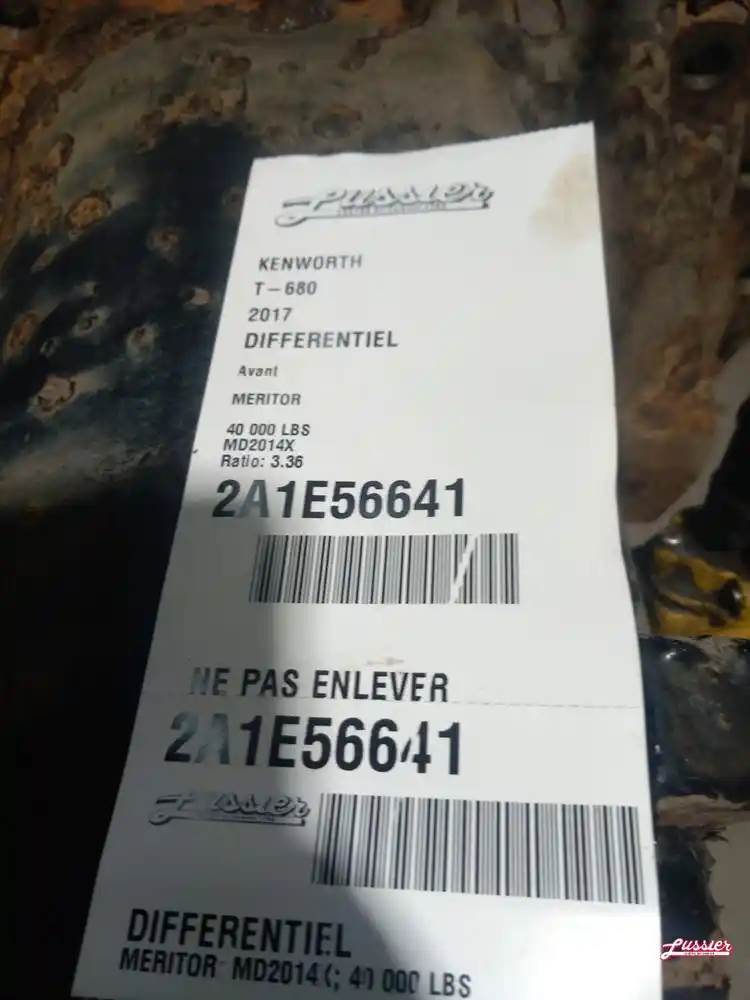 Lussier
KENWORTH
T-680
2017
DIFFERENTIEL
Avant
MERITOR
40 000 LBS
MD2014X
Ratio: 3.36
2A1E56641
NE PAS ENLEVER
2A1E56641
Lussier
DIFFERENTIEL
MERITOR MD2014X; 40 000 LBS
Lussier